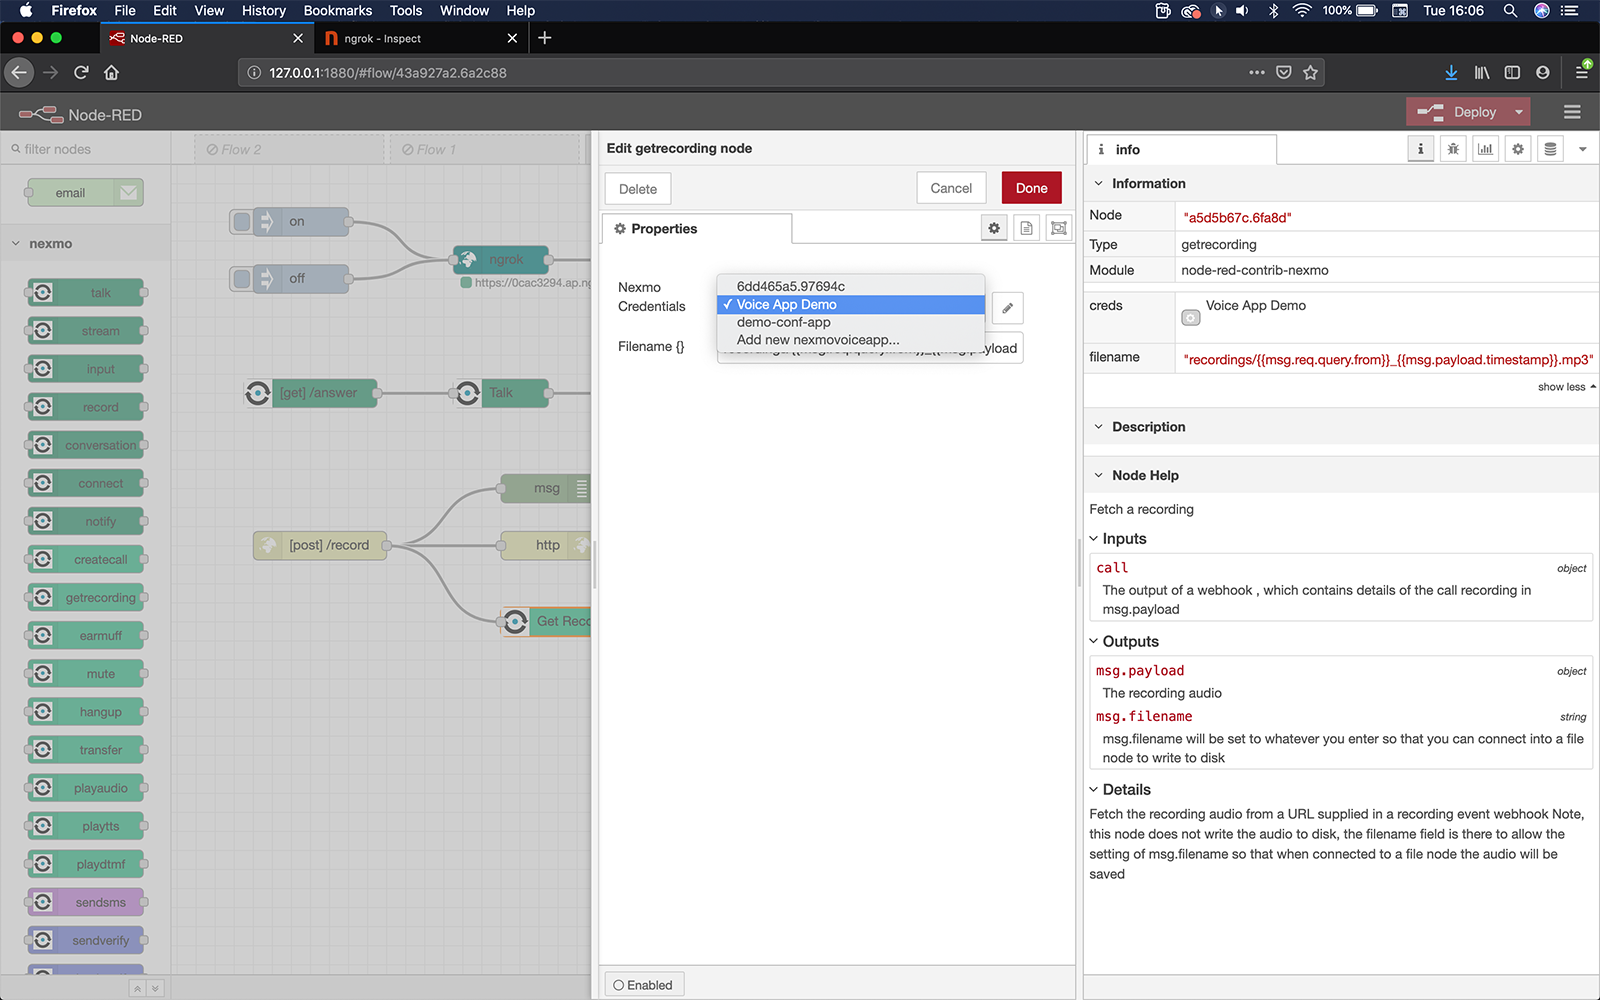 Firefox File Edit View History Bookmarks Tools Window Help 100% Tue 16:06
Node-RED ngrok - Inspect
127.0.0.1:1880/#flow/43a927a2.6a2c88
Node-RED Deploy
filter nodes
email
nexmo
talk
stream
input
record
conversation
connect
notify
createcall
getrecording
earmuff
mute
hangup
transfer
playaudio
playtts
playdtmf
sendsms
sendverify
Flow 2 Flow 1
on
off
ngrok
https://0cac3294.ap.ng
[get] /answer Talk
msg
[post] /record http
Get Reco
Edit getrecording node
Delete Cancel Done
Properties
Nexmo
Credentials
6dd465a5.97694c
✓ Voice App Demo
demo-conf-app
Add new nexmovoiceapp...
Filename {}
Enabled
info
Information
Node "a5d5b67c.6fa8d"
Type getrecording
Module node-red-contrib-nexmo
creds Voice App Demo
filename "recordings/{{msg.req.query.from}}_{{msg.payload.timestamp}}.mp3"
show less
Description
Node Help
Fetch a recording
Inputs
call object
The output of a webhook , which contains details of the call recording in
msg.payload
Outputs
msg.payload object
The recording audio
msg.filename string
msg.filename will be set to whatever you enter so that you can connect into a file
node to write to disk
Details
Fetch the recording audio from a URL supplied in a recording event webhook Note,
this node does not write the audio to disk, the filename field is there to allow the
setting of msg.filename so that when connected to a file node the audio will be
saved